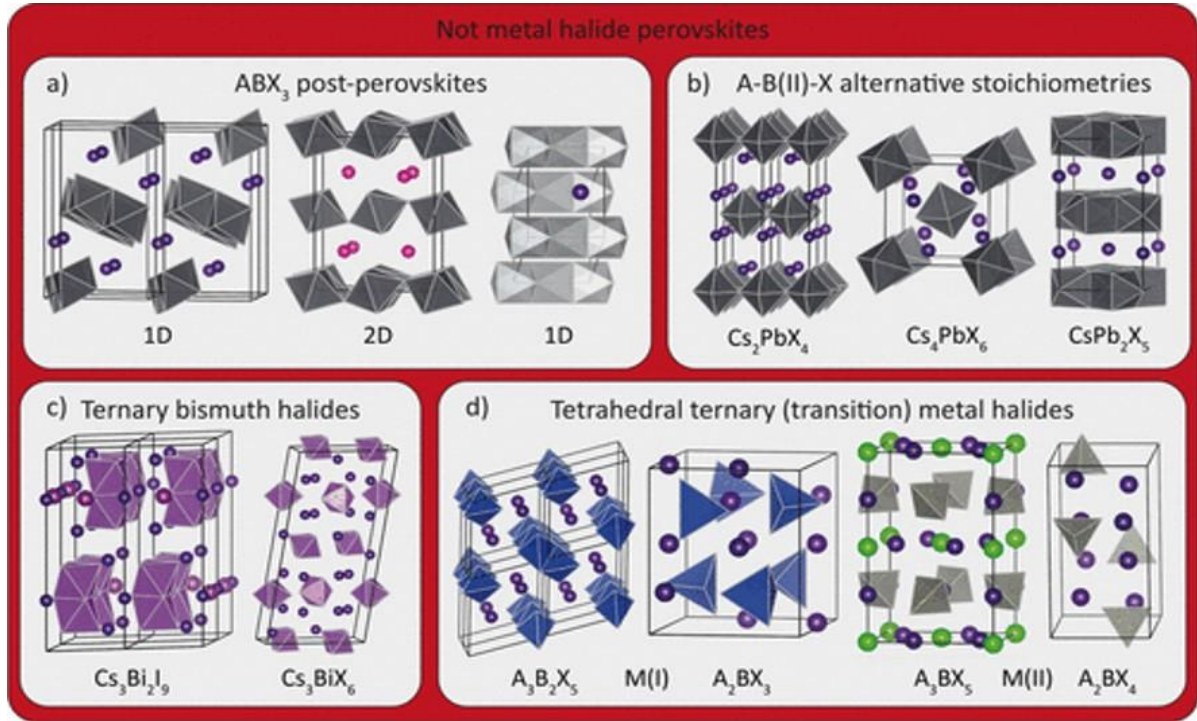 Not metal halide perovskites
a) ABX₃ post-perovskites
1D 2D 1D
b) A-B(II)-X alternative stoichiometries
Cs₂PbX₄ Cs₄PbX₆ CsPb₂X₅
c) Ternary bismuth halides
Cs₃Bi₂I₉ Cs₃BiX₆
d) Tetrahedral ternary (transition) metal halides
A₃B₂X₅ M(I) A₂BX₃ A₃BX₅ M(II) A₂BX₄